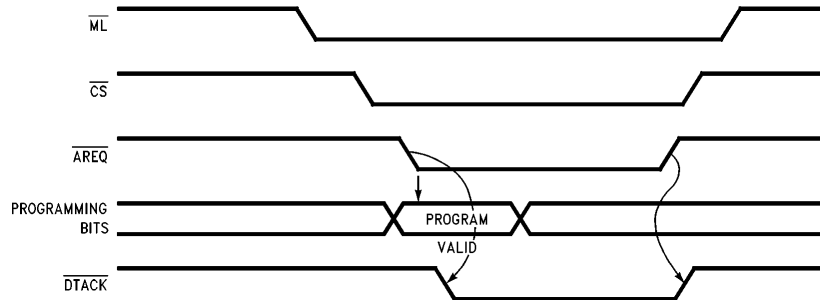 ML
CS
AREQ
PROGRAMMING
BITS
PROGRAM
VALID
DTACK